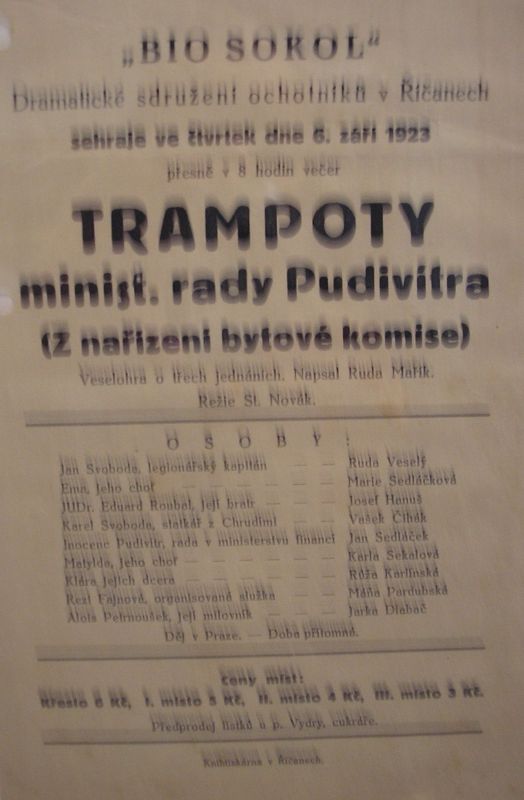 „BIO SOKOL“
Dramatické sdružení ochotníků v Říčanech
sehraje ve čtvrtek dne 6. září 1923
přesně v 8 hodin večer
TRAMPOTY
minist. rady Pudivítra
(Z nařízení bytové komise)
Veselohra o třech jednáních. Napsal Ruda Mařík.
Režie St. Novák.
OSOBY:
Jan Svoboda, legionářský kapitán — — Ruda Veselý
Ema, jeho choť — — — Marie Sedláčková
JUDr. Eduard Roubal, její bratr — — Josef Hanuš
Karel Svoboda, statkář z Chrudimi — — Vašek Čihák
Inocenc Pudivítr, rada v ministerstvu financí Jan Sedláček
Matylda, jeho choť — — — — Karla Sekalová
Klára jejich dcera — — — — Růža Karlínská
Rezi Fajnová, organisovaná služka — — Máňa Pardubská
Alois Petrnoušek, její milovník — — Jarka Dlabač
Děj v Praze. — Doba přítomná.
Ceny míst:
Křeslo 6 Kč, I. místo 5 Kč, II. místo 4 Kč, III. místo 3 Kč.
Předprodej lístků u p. Vydry, cukráře.
Knihtiskárna v Říčanech.